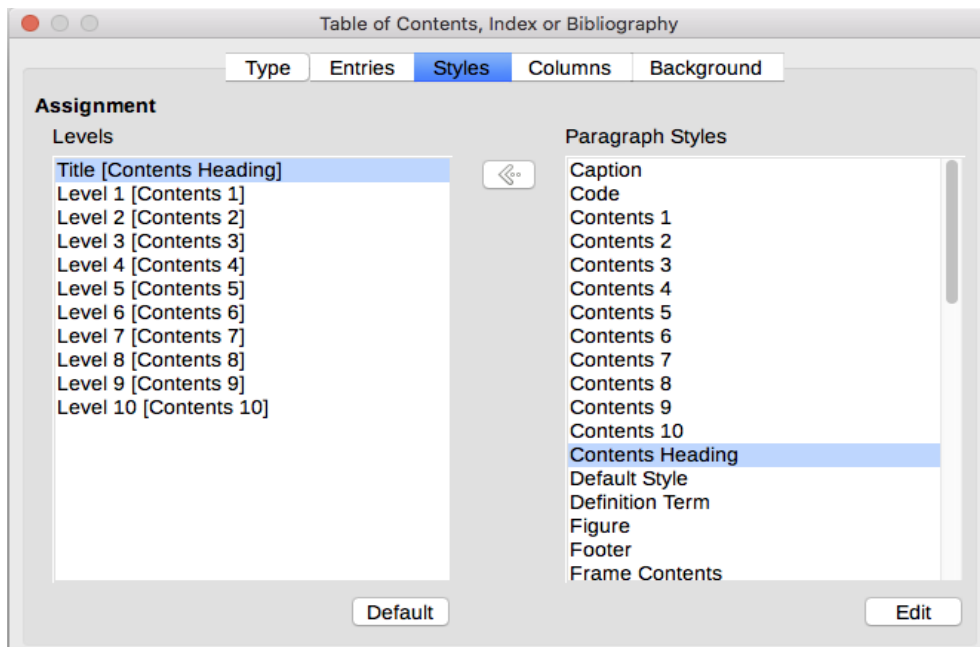 Table of Contents, Index or Bibliography
Type Entries Styles Columns Background
Assignment
Levels
Title [Contents Heading]
Level 1 [Contents 1]
Level 2 [Contents 2]
Level 3 [Contents 3]
Level 4 [Contents 4]
Level 5 [Contents 5]
Level 6 [Contents 6]
Level 7 [Contents 7]
Level 8 [Contents 8]
Level 9 [Contents 9]
Level 10 [Contents 10]
Default
Paragraph Styles
Caption
Code
Contents 1
Contents 2
Contents 3
Contents 4
Contents 5
Contents 6
Contents 7
Contents 8
Contents 9
Contents 10
Contents Heading
Default Style
Definition Term
Figure
Footer
Frame Contents
Edit